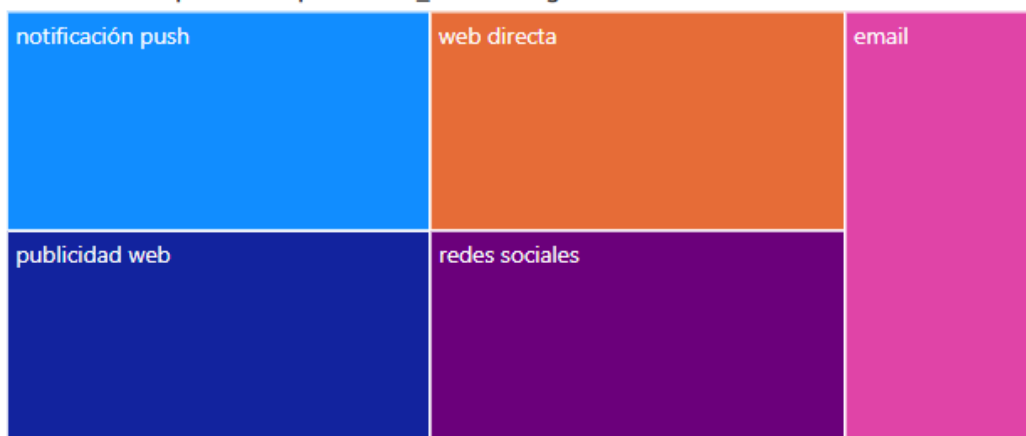 notificación push
web directa
email
publicidad web
redes sociales